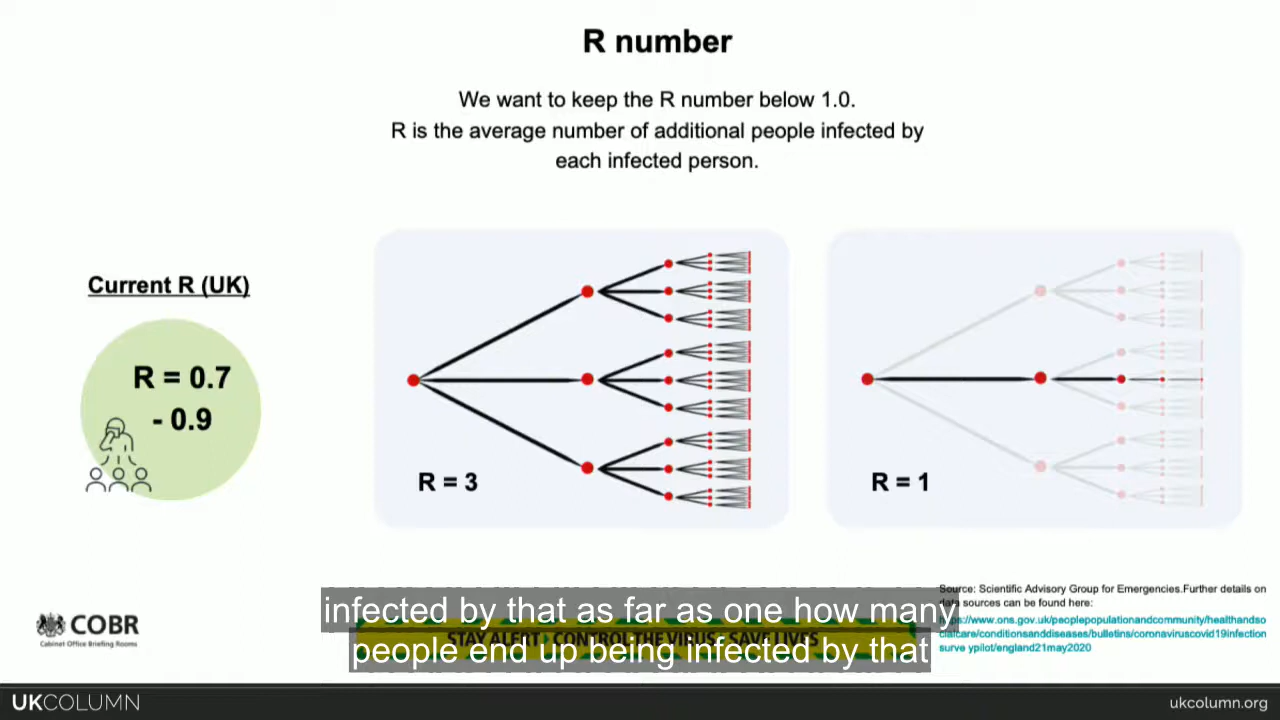 R number
We want to keep the R number below 1.0.
R is the average number of additional people infected by
each infected person.
Current R (UK)
R = 0.7
- 0.9
R = 3
R = 1
Source: Scientific Advisory Group for Emergencies.Further details on
data sources can be found here:
https://www.ons.gov.uk/peoplepopulationandcommunity/healthandso
cialcare/conditionsanddiseases/bulletins/coronaviruscovid19infection
surve ypilot/england21may2020
COBR
Cabinet Office Briefing Rooms
infected by that as far as one how many
STAY CONTROL THE VIRUS SAVE LIVES
people end up being infected by that
UKCOLUMN
ukcolumn.org